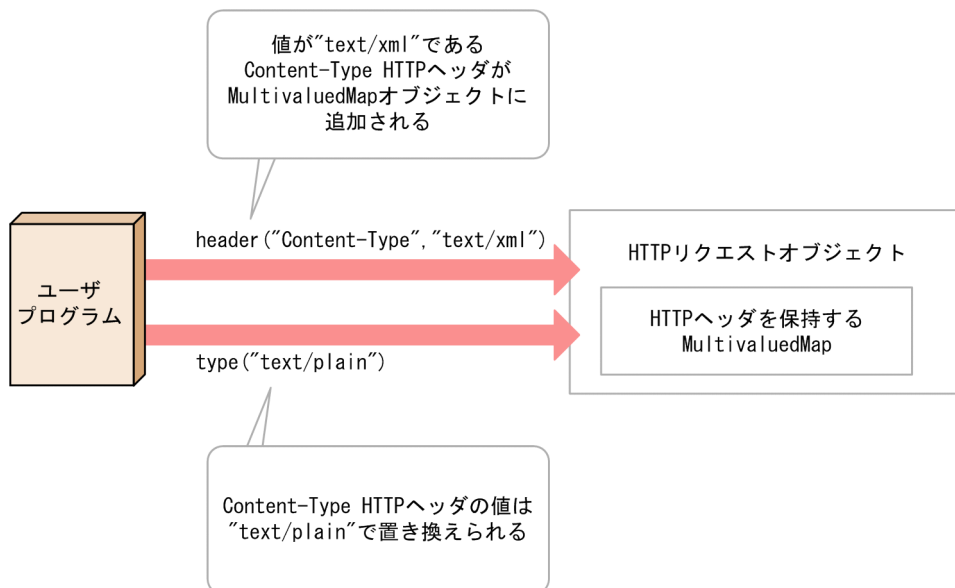 値が"text/xml"である
Content-Type HTTPヘッダが
MultivaluedMapオブジェクトに
追加される
header("Content-Type","text/xml")
HTTPリクエストオブジェクト
ユーザ
プログラム
HTTPヘッダを保持する
MultivaluedMap
type("text/plain")
Content-Type HTTPヘッダの値は
"text/plain"で置き換えられる